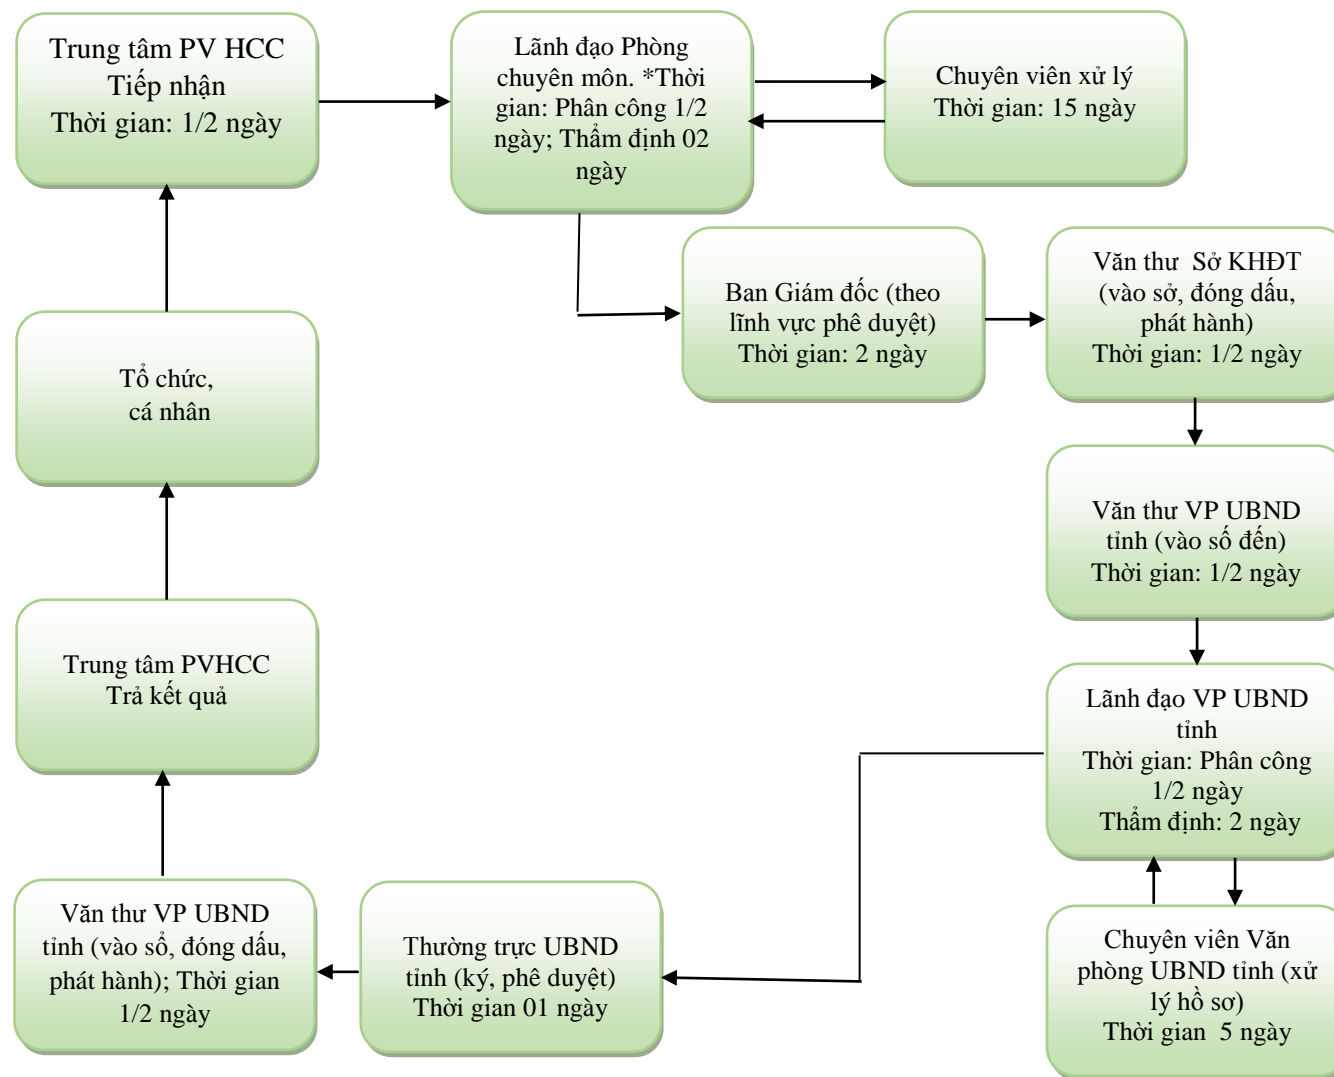 Trung tâm PV HCC
Tiếp nhận
Thời gian: 1/2 ngày
Lãnh đạo Phòng
chuyên môn. *Thời
gian: Phân công 1/2
ngày; Thẩm định 02
ngày
Chuyên viên xử lý
Thời gian: 15 ngày
Ban Giám đốc (theo
lĩnh vực phê duyệt)
Thời gian: 2 ngày
Văn thư Sở KHĐT
(vào sở, đóng dấu,
phát hành)
Thời gian: 1/2 ngày
Tổ chức,
cá nhân
Văn thư VP UBND
tỉnh (vào số đến)
Thời gian: 1/2 ngày
Trung tâm PVHCC
Trả kết quả
Lãnh đạo VP UBND
tỉnh
Thời gian: Phân công
1/2 ngày
Thẩm định: 2 ngày
Văn thư VP UBND
tỉnh (vào sổ, đóng dấu,
phát hành); Thời gian
1/2 ngày
Thường trực UBND
tỉnh (ký, phê duyệt)
Thời gian 01 ngày
Chuyên viên Văn
phòng UBND tỉnh (xử
lý hồ sơ)
Thời gian 5 ngày